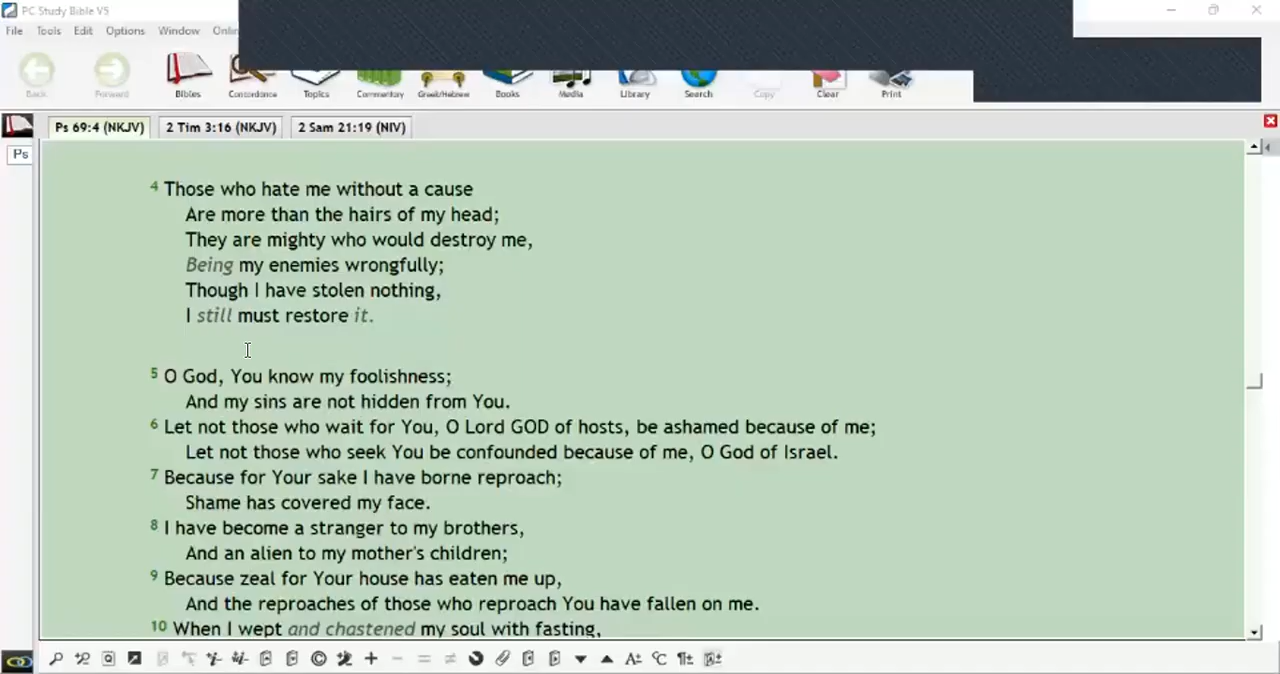 PC Study Bible V5
File Tools Edit Options Window
Back Forward Bibles Concordance Topics Commentary Greek/Hebrew Books Media Library Search Copy Clear Print
Ps 69:4 (NKJV) 2 Tim 3:16 (NKJV) 2 Sam 21:19 (NIV)
Ps
4 Those who hate me without a cause
Are more than the hairs of my head;
They are mighty who would destroy me,
Being my enemies wrongfully;
Though I have stolen nothing,
I still must restore it.
5 O God, You know my foolishness;
And my sins are not hidden from You.
6 Let not those who wait for You, O Lord GOD of hosts, be ashamed because of me;
Let not those who seek You be confounded because of me, O God of Israel.
7 Because for Your sake I have borne reproach;
Shame has covered my face.
8 I have become a stranger to my brothers,
And an alien to my mother's children;
9 Because zeal for Your house has eaten me up,
And the reproaches of those who reproach You have fallen on me.
10 When I wept and chastened my soul with fasting,